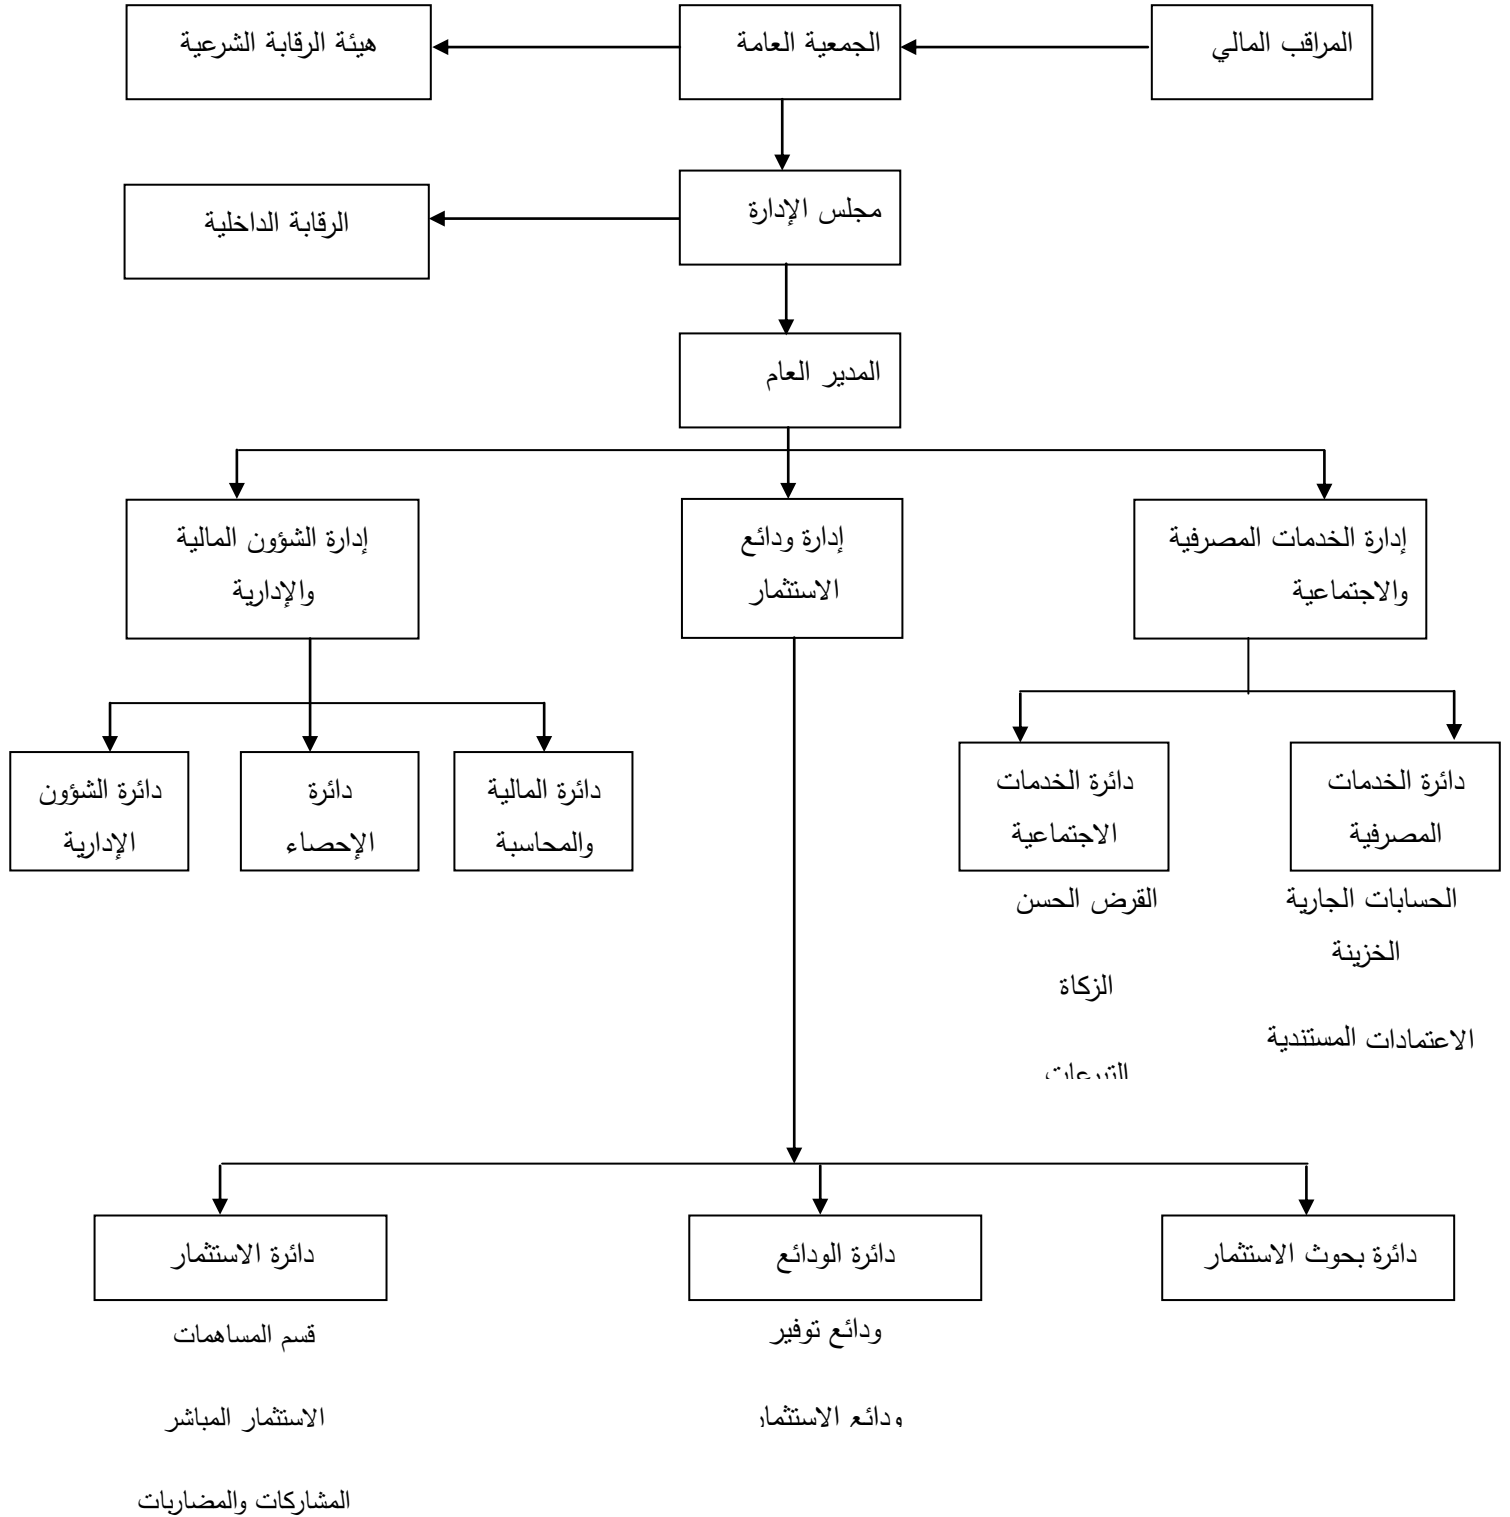 المراقب المالي
الجمعية العامة
هيئة الرقابة الشرعية
مجلس الإدارة
الرقابة الداخلية
المدير العام
إدارة الخدمات المصرفية
والاجتماعية
إدارة ودائع
الاستثمار
إدارة الشؤون المالية
والإدارية
دائرة الخدمات
المصرفية
الحسابات الجارية
الخزينة
الاعتمادات المستندية
دائرة الخدمات
الاجتماعية
القرض الحسن
الزكاة
التبرعات
دائرة المالية
والمحاسبة
دائرة
الإحصاء
دائرة الشؤون
الإدارية
دائرة بحوث الاستثمار
دائرة الودائع
ودائع توفير
ودائع الاستثمار
دائرة الاستثمار
قسم المساهمات
الاستثمار المباشر
المشاركات والمضاربات